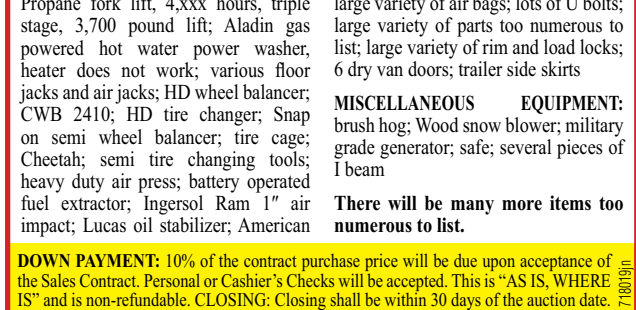 Propane fork lift, 4,xxx hours, triple
stage, 3,700 pound lift; Aladin gas
powered hot water power washer,
heater does not work; various floor
jacks and air jacks; HD wheel balancer;
CWB 2410; HD tire changer; Snap
on semi wheel balancer; tire cage;
Cheetah; semi tire changing tools;
heavy duty air press; battery operated
fuel extractor; Ingersol Ram 1″ air
impact; Lucas oil stabilizer; American
large variety of air bags; lots of U bolts;
large variety of parts too numerous to
list; large variety of rim and load locks;
6 dry van doors; trailer side skirts
MISCELLANEOUS EQUIPMENT:
brush hog; Wood snow blower; military
grade generator; safe; several pieces of
I beam
There will be many more items too
numerous to list.
DOWN PAYMENT: 10% of the contract purchase price will be due upon acceptance of
the Sales Contract. Personal or Cashier’s Checks will be accepted. This is “AS IS, WHERE
IS” and is non-refundable. CLOSING: Closing shall be within 30 days of the auction date.
718019jn